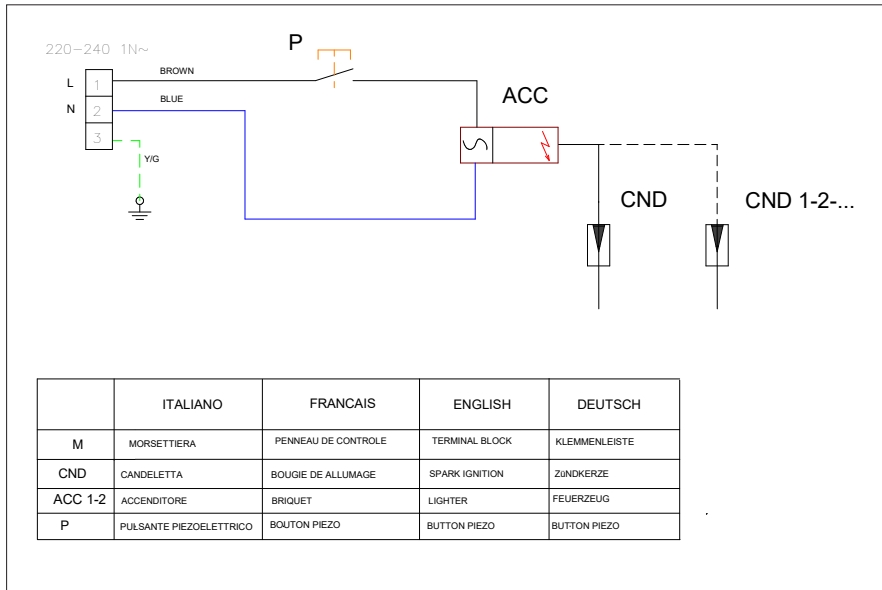 220-240 1N~
P
L
1
BROWN
N
2
BLUE
3
Y/G
ACC
CND
CND 1-2-...
ITALIANO FRANCAIS ENGLISH DEUTSCH
M MORSETTIERA PENNEAU DE CONTROLE TERMINAL BLOCK KLEMMENLEISTE
CND CANDELETTA BOUGIE DE ALLUMAGE SPARK IGNITION ZüNDKERZE
ACC 1-2 ACCENDITORE BRIQUET LIGHTER FEUERZEUG
P PULSANTE PIEZOELETTRICO BOUTON PIEZO BUTTON PIEZO BUTTON PIEZO